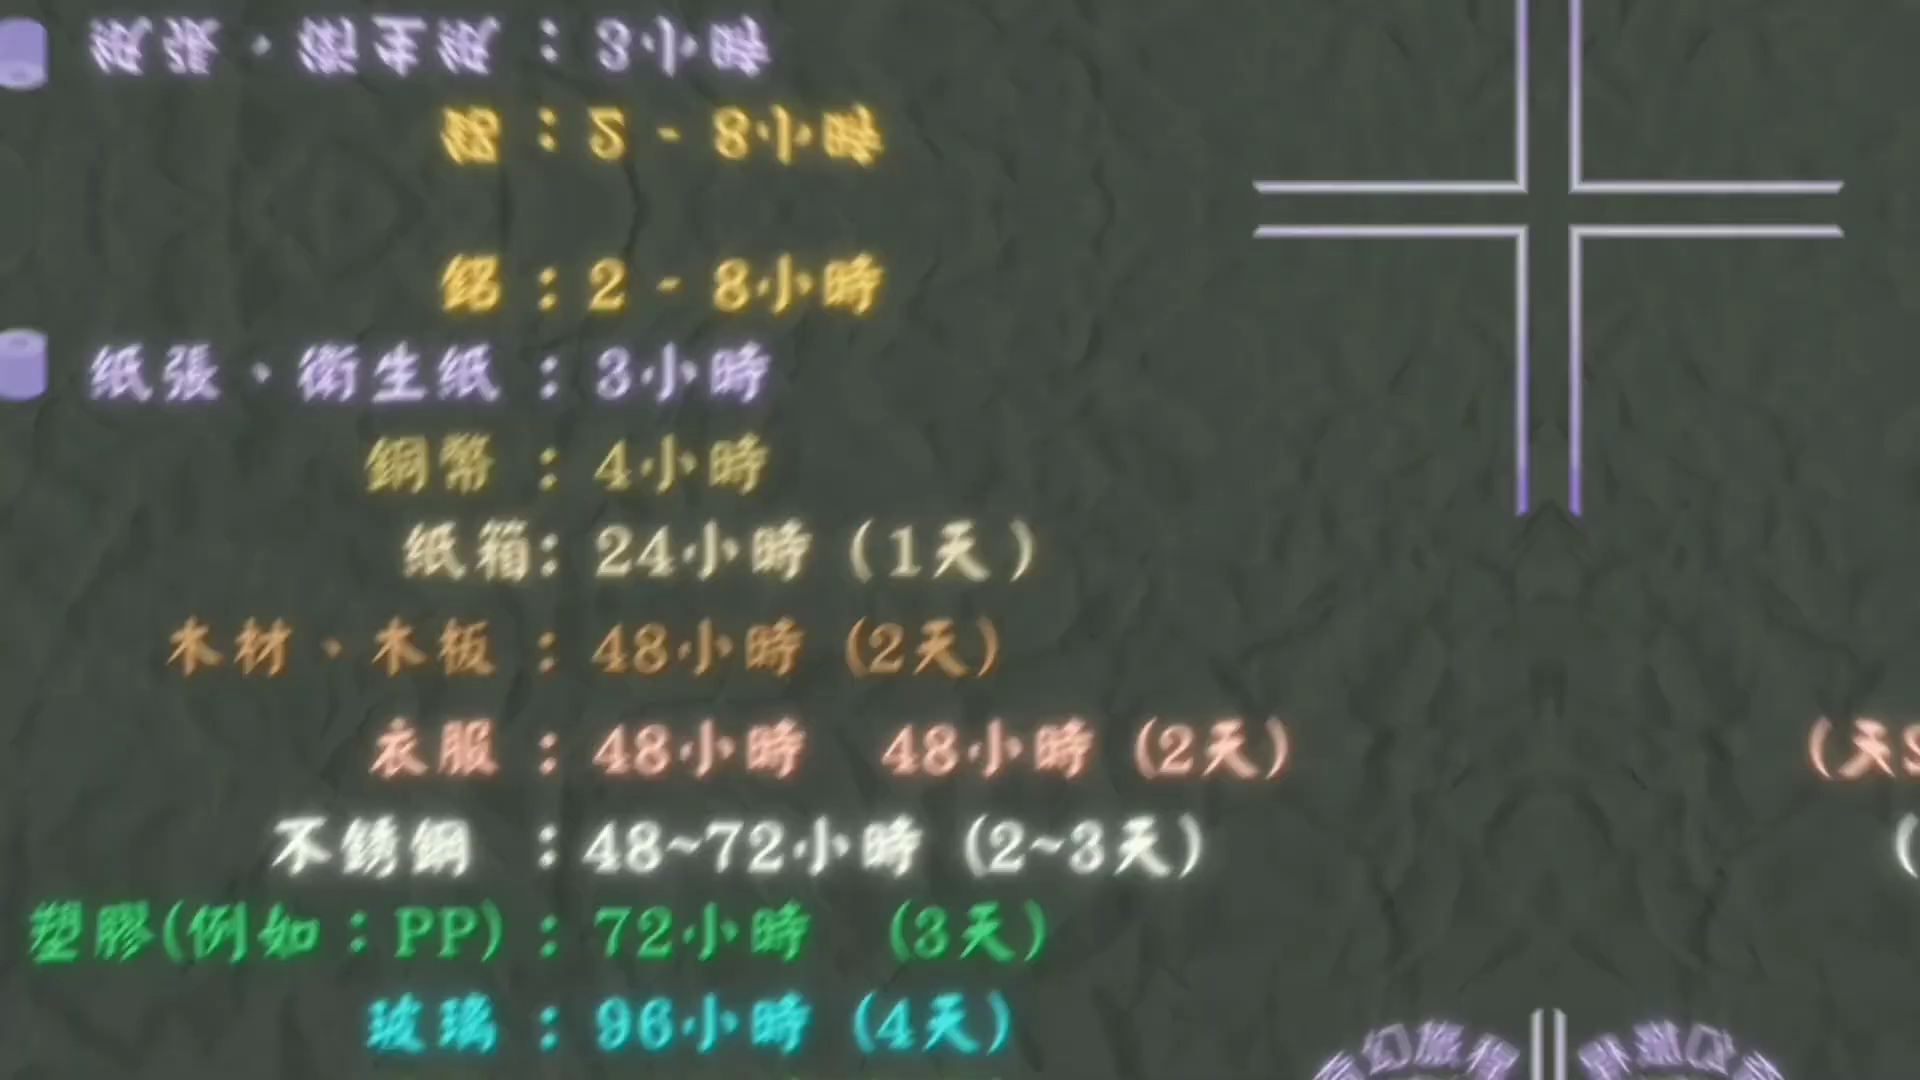 鋁：2 - 8小時
紙張、衛生紙：3小時
銅幣：4小時
紙箱：24小時（1天）
木材、木板：48小時 (2天)
衣服：48小時 48小時 (2天)
不銹鋼：48~72小時 (2~3天)
塑膠(例如：PP)：72小時 (3天)
玻璃：96小時 (4天)
幻旅程